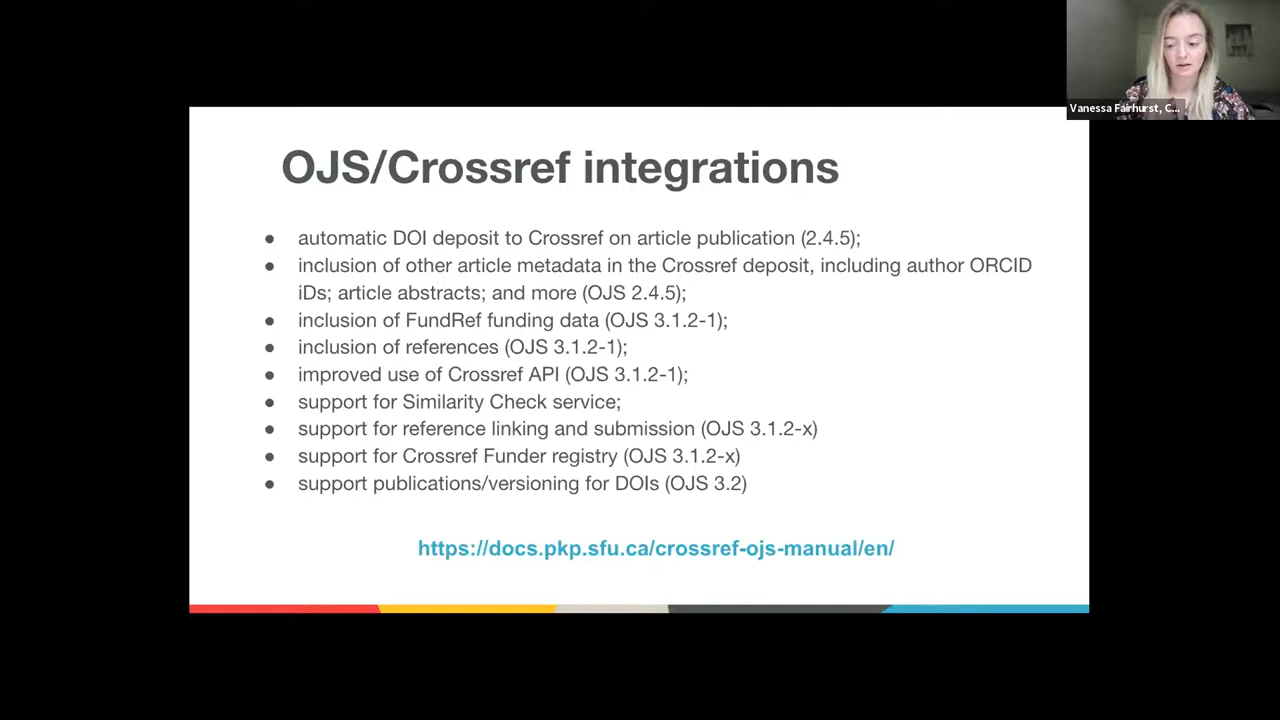 Vanessa Fairhurst, C...
OJS/Crossref integrations
● automatic DOI deposit to Crossref on article publication (2.4.5);
● inclusion of other article metadata in the Crossref deposit, including author ORCID
iDs; article abstracts; and more (OJS 2.4.5);
● inclusion of FundRef funding data (OJS 3.1.2-1);
● inclusion of references (OJS 3.1.2-1);
● improved use of Crossref API (OJS 3.1.2-1);
● support for Similarity Check service;
● support for reference linking and submission (OJS 3.1.2-x)
● support for Crossref Funder registry (OJS 3.1.2-x)
● support publications/versioning for DOIs (OJS 3.2)
https://docs.pkp.sfu.ca/crossref-ojs-manual/en/